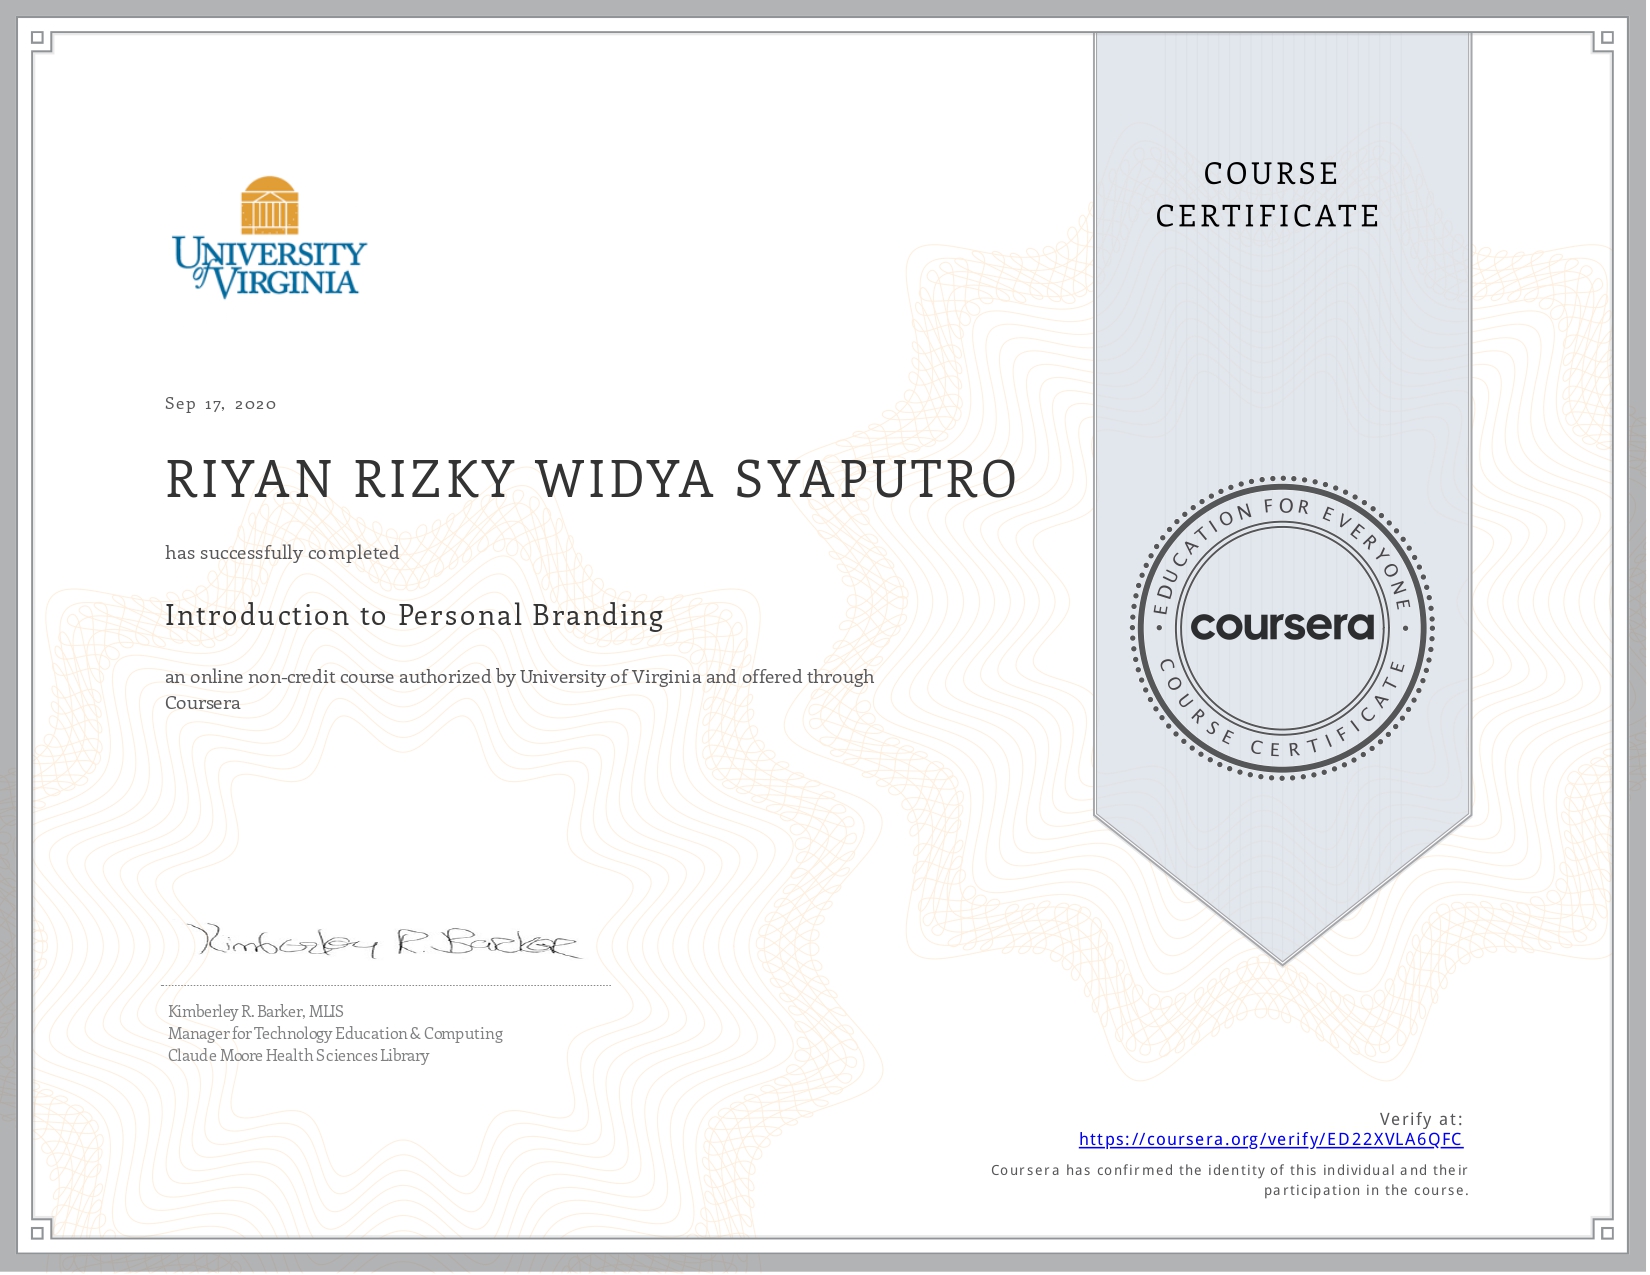 UNIVERSITY
of VIRGINIA
COURSE
CERTIFICATE
Sep 17, 2020
RIYAN RIZKY WIDYA SYAPUTRO
has successfully completed
Introduction to Personal Branding
an online non-credit course authorized by University of Virginia and offered through
Coursera
EDUCATION FOR EVERYONE
coursera
COURSE CERTIFICATE
Kimberley R. Barker
Kimberley R. Barker, MLIS
Manager for Technology Education & Computing
Claude Moore Health Sciences Library
Verify at:
https://coursera.org/verify/ED22XVLA6QFC
Coursera has confirmed the identity of this individual and their
participation in the course.